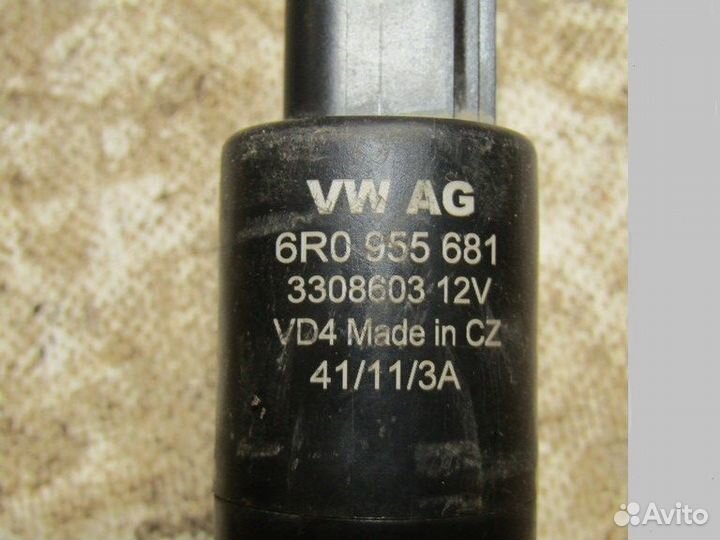 VW AG
6R0 955 681
3308603 12V
VD4 Made in CZ
41/11/3A
Avito